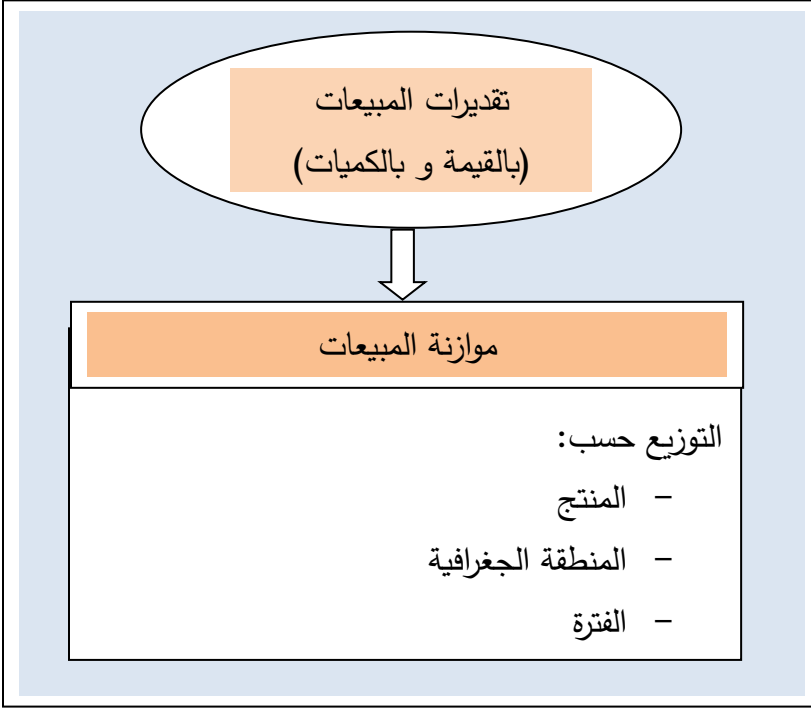 تقديرات المبيعات
(بالقيمة و بالكميات)
موازنة المبيعات
التوزيع حسب:
- المنتج
- المنطقة الجغرافية
- الفترة